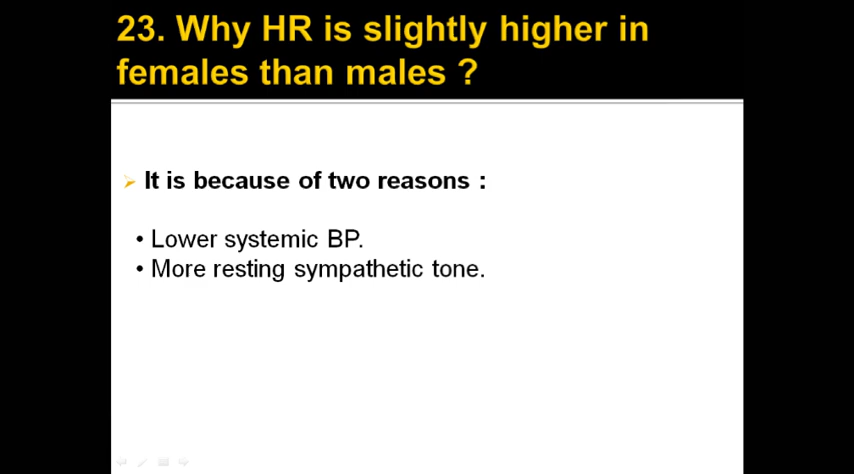 23. Why HR is slightly higher in
females than males ?
It is because of two reasons :
• Lower systemic BP.
• More resting sympathetic tone.